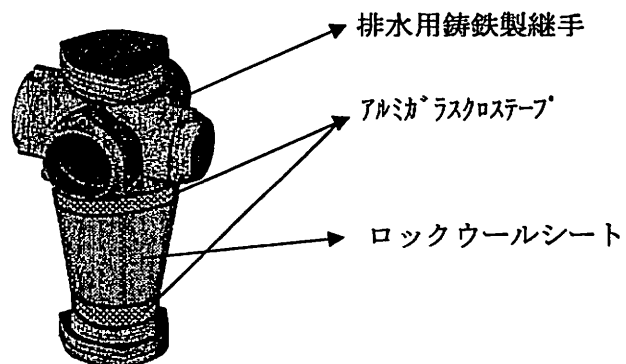 排水用鋳鉄製継手
アルミガラスクロステープ
ロックウールシート